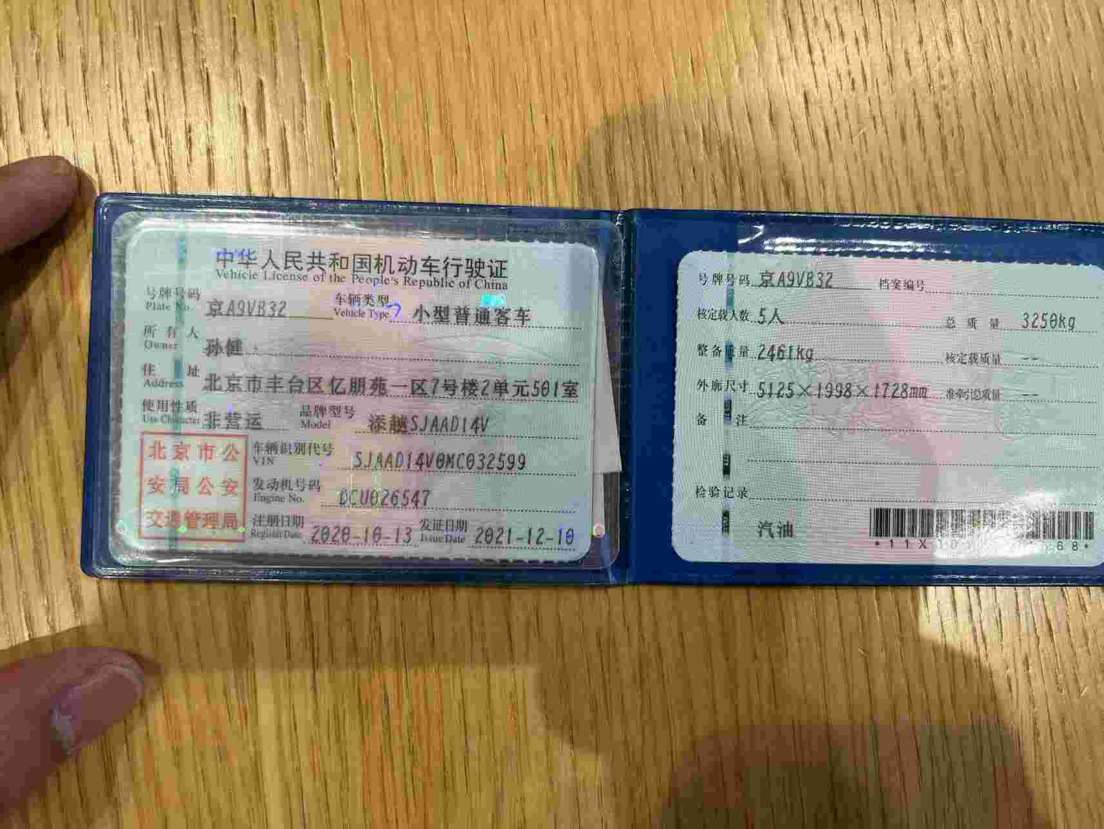 中华人民共和国机动车行驶证
Vehicle License of the People's Republic of China
号牌号码 京A9VB32 车辆类型 小型普通客车
Plate No. Vehicle Type
所有人 孙健
Owner
住址 北京市丰台区亿朋苑一区7号楼2单元501室
Address
使用性质 非营运 品牌型号 添越SJAAD14V
Use Character Model
北京市公
安局公安
交通管理局
车辆识别代号 SJAAD14V0MC032599
VIN
发动机号码 DCU026547
Engine No.
注册日期 2020-10-13 发证日期 2021-12-10
Register Date Issue Date
号牌号码 京A9VB32 档案编号
核定载人数 5人 总质量 3250kg
整备质量 2461kg 核定载质量 --
外廓尺寸 5125×1998×1728mm 准牵引总质量 --
备注
检验记录
汽油